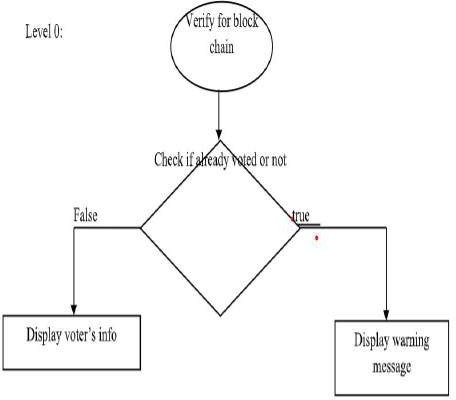 Level 0:
Verify for block
chain
Check if already voted or not
False
true
Display voter's info
Display warning
message